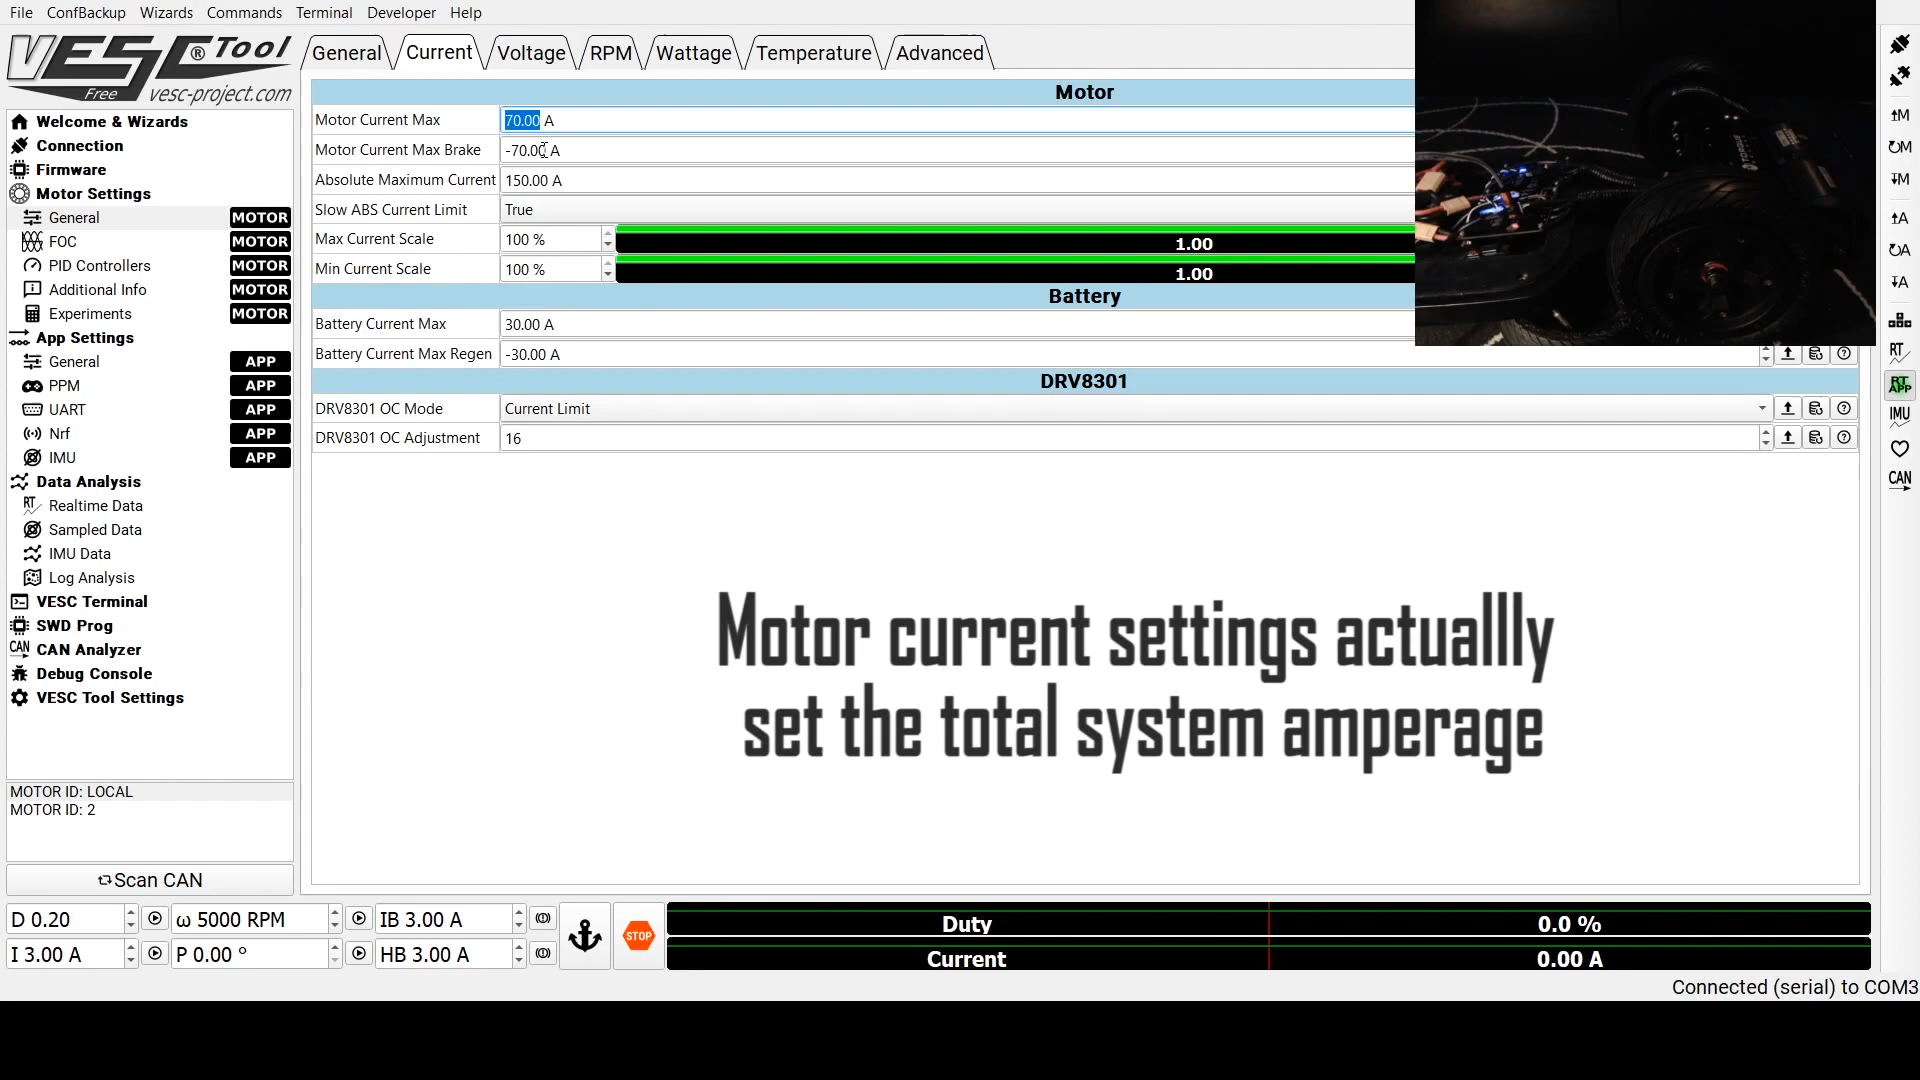 File ConfBackup Wizards Commands Terminal Developer Help
VESC® Tool
Free vesc-project.com
General Current Voltage RPM Wattage Temperature Advanced
Welcome & Wizards
Connection
Firmware
Motor Settings
General MOTOR
FOC MOTOR
PID Controllers MOTOR
Additional Info MOTOR
Experiments MOTOR
App Settings
General APP
PPM APP
UART APP
Nrf APP
IMU APP
Data Analysis
RT Realtime Data
Sampled Data
IMU Data
Log Analysis
VESC Terminal
SWD Prog
CAN CAN Analyzer
Debug Console
VESC Tool Settings
MOTOR ID: LOCAL
MOTOR ID: 2
Scan CAN
Motor
Motor Current Max 70.00 A
Motor Current Max Brake -70.00 A
Absolute Maximum Current 150.00 A
Slow ABS Current Limit True
Max Current Scale 100 % 1.00
Min Current Scale 100 % 1.00
Battery
Battery Current Max 30.00 A
Battery Current Max Regen -30.00 A
DRV8301
DRV8301 OC Mode Current Limit
DRV8301 OC Adjustment 16
Motor current settings actuallly
set the total system amperage
M
M
M
A
A
A
RT
RT APP
IMU
CAN
D 0.20 ω 5000 RPM IB 3.00 A
I 3.00 A P 0.00 ° HB 3.00 A
STOP
Duty 0.0 %
Current 0.00 A
Connected (serial) to COM3